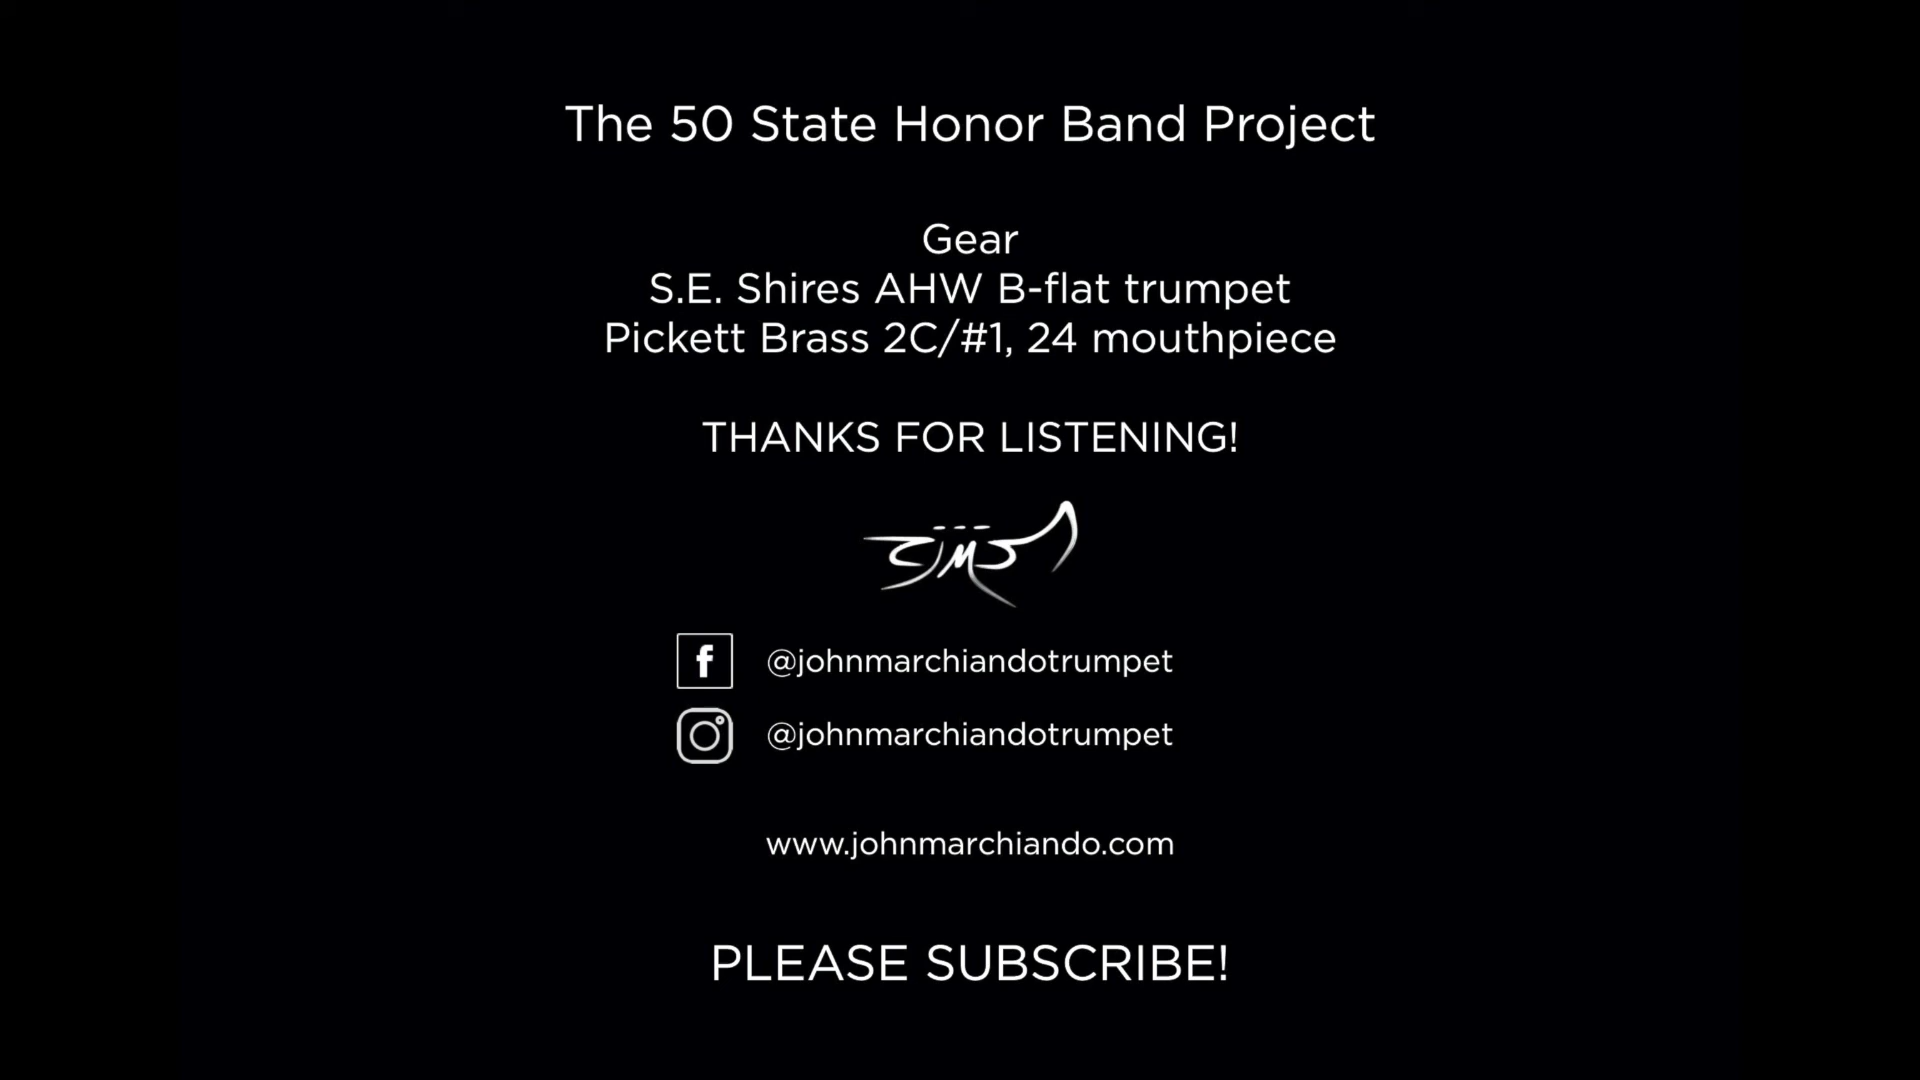 The 50 State Honor Band Project
Gear
S.E. Shires AHW B-flat trumpet
Pickett Brass 2C/#1, 24 mouthpiece
THANKS FOR LISTENING!
@johnmarchiandotrumpet
@johnmarchiandotrumpet
www.johnmarchiando.com
PLEASE SUBSCRIBE!